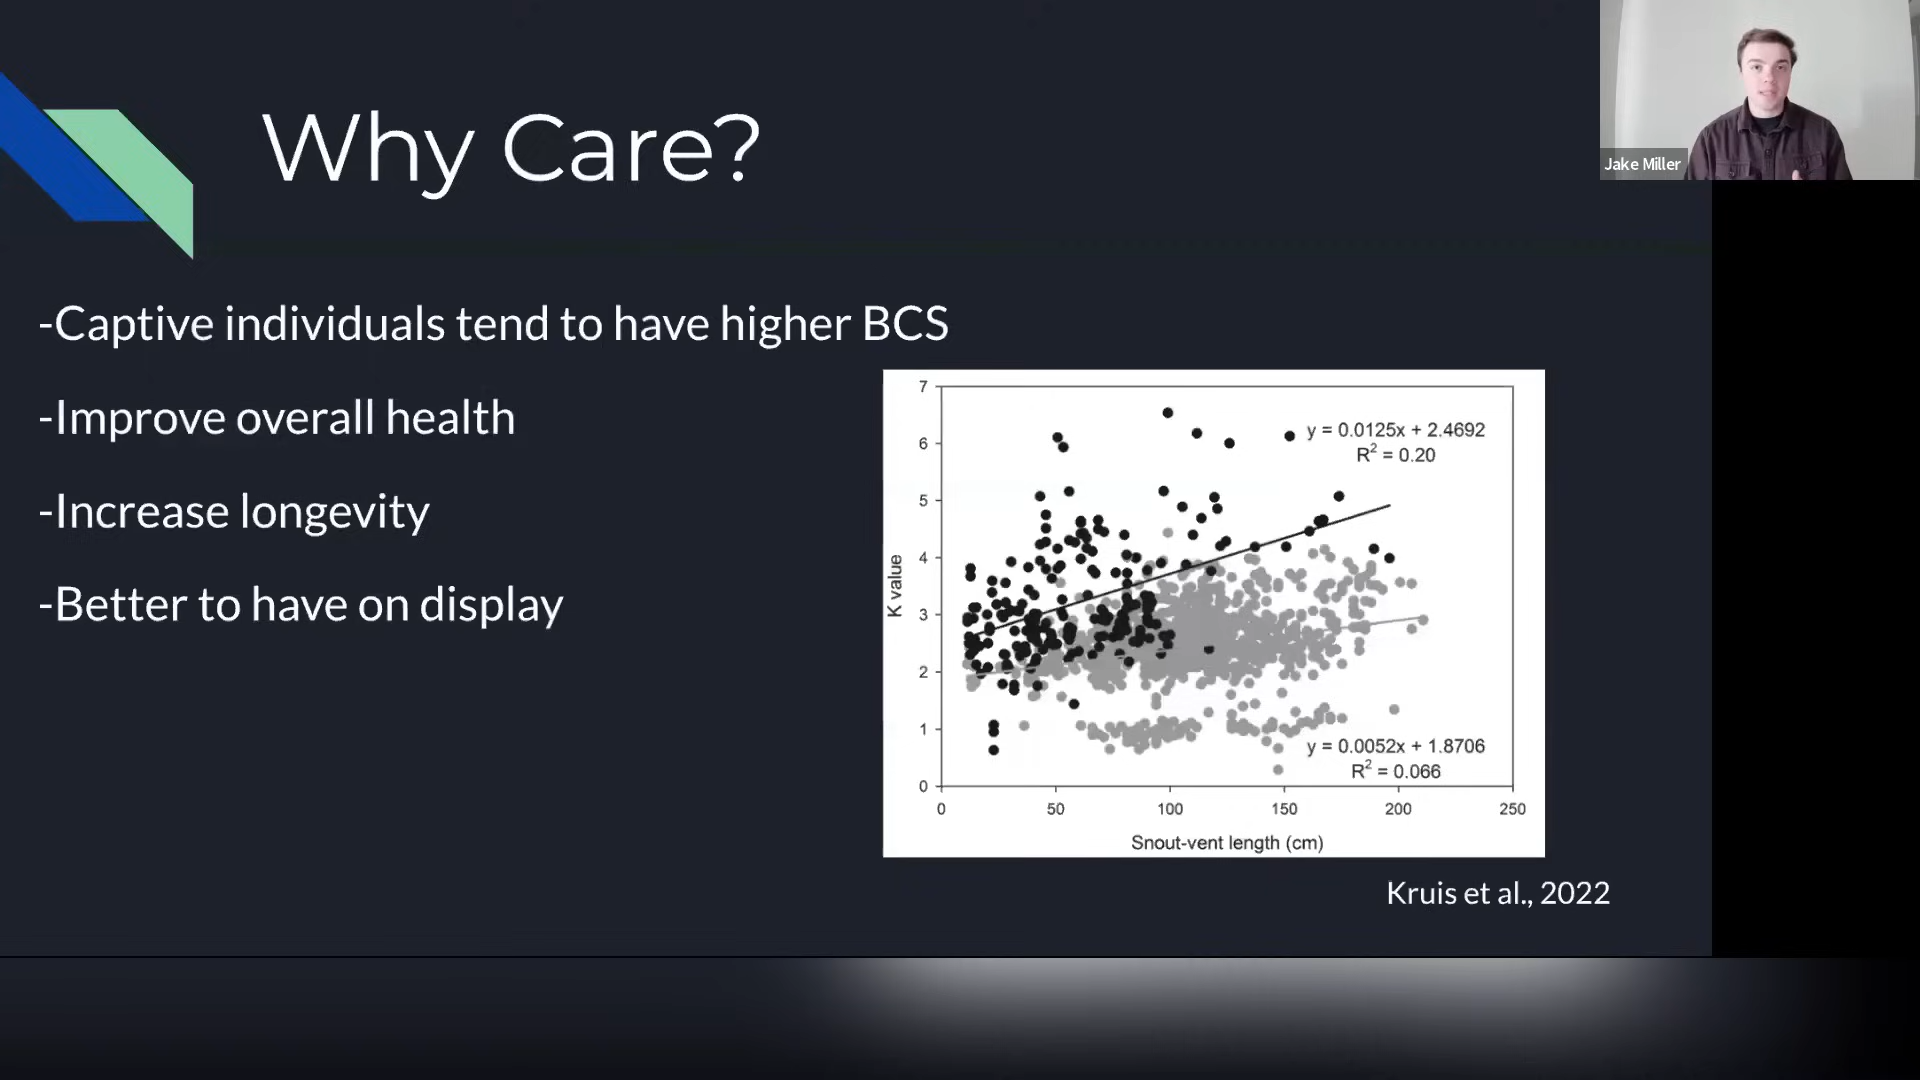 Why Care?
Jake Miller
-Captive individuals tend to have higher BCS
-Improve overall health
-Increase longevity
-Better to have on display
7
6
5
4
3
2
1
0
K value
y = 0.0125x + 2.4692
R² = 0.20
y = 0.0052x + 1.8706
R² = 0.066
0 50 100 150 200 250
Snout-vent length (cm)
Kruis et al., 2022